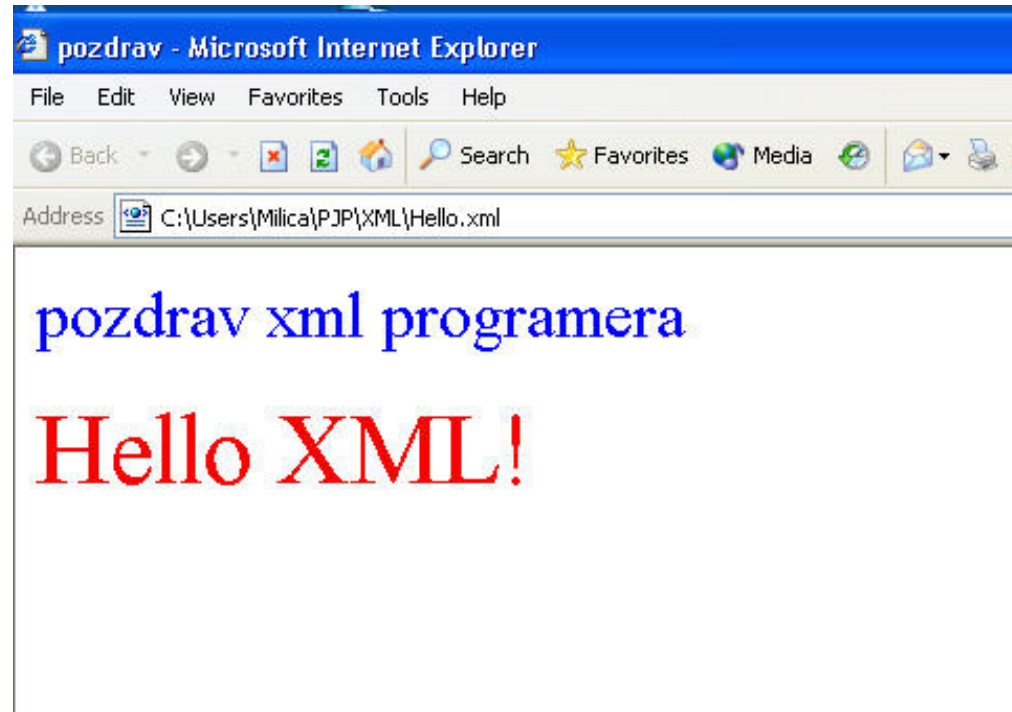 pozdrav - Microsoft Internet Explorer
File Edit View Favorites Tools Help
Back Search Favorites Media
Address C:\Users\Milica\PJP\XML\Hello.xml
pozdrav xml programera
Hello XML!